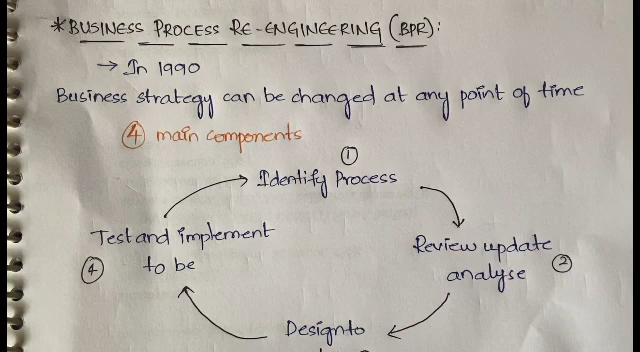 *BUSINESS PROCESS RE-ENGINEERING (BPR):
→ In 1990
Business strategy can be changed at any point of time
④ main components
①
Identify Process
Review update
analyse ②
Designto
Test and implement
④ to be